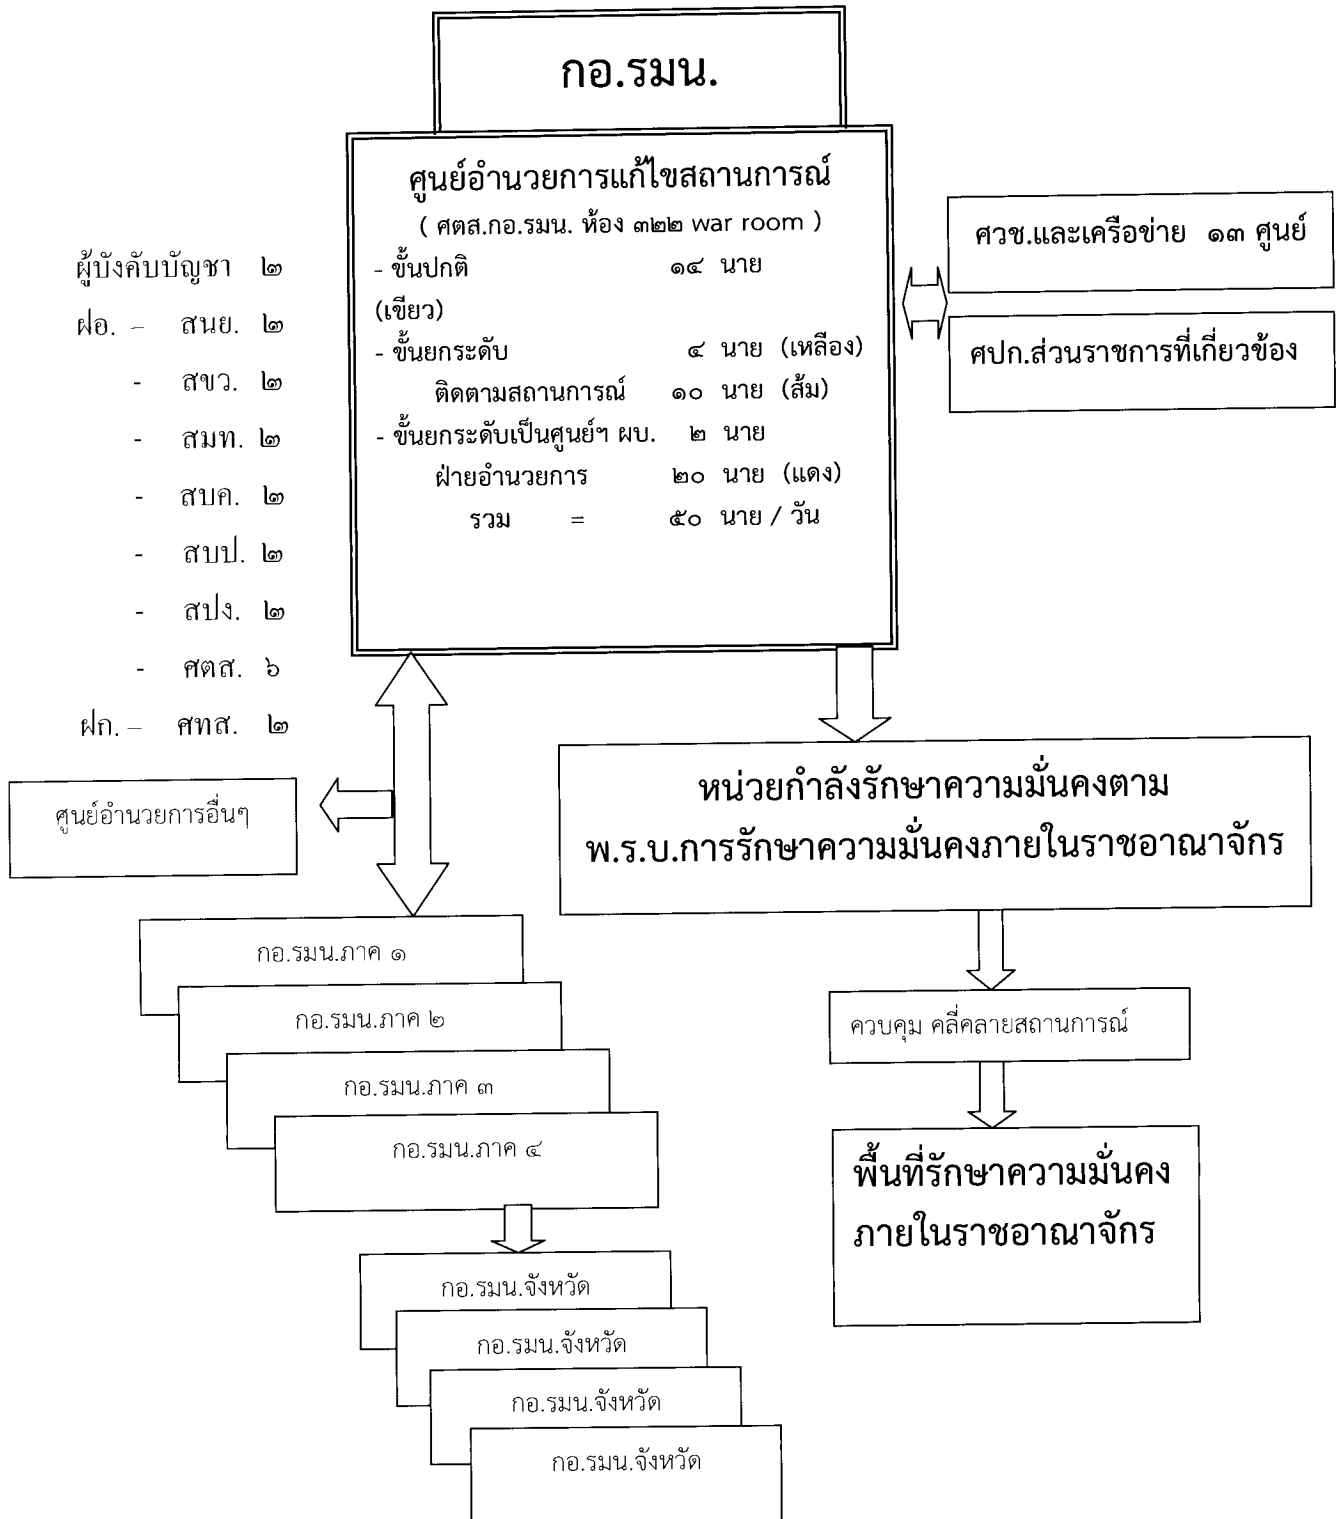 กอ.รมน.
ศูนย์อำนวยการแก้ไขสถานการณ์
( ศตส.กอ.รมน. ห้อง ๓๒๒ war room )
- ขั้นปกติ ๑๔ นาย
(เขียว)
- ขั้นยกระดับ ๔ นาย (เหลือง)
ติดตามสถานการณ์ ๑๐ นาย (ส้ม)
- ขั้นยกระดับเป็นศูนย์ฯ ผบ. ๒ นาย
ฝ่ายอำนวยการ ๒๐ นาย (แดง)
รวม = ๕๐ นาย / วัน
ศวช.และเครือข่าย ๑๓ ศูนย์
ศปก.ส่วนราชการที่เกี่ยวข้อง
ผู้บังคับบัญชา ๒
ฝอ. – สนย. ๒
- สขว. ๒
- สมท. ๒
- สบค. ๒
- สบป. ๒
- สปง. ๒
- ศตส. ๖
ฝก. – ศทส. ๒
ศูนย์อำนวยการอื่นๆ
หน่วยกำลังรักษาความมั่นคงตาม
พ.ร.บ.การรักษาความมั่นคงภายในราชอาณาจักร
กอ.รมน.ภาค ๑
กอ.รมน.ภาค ๒
กอ.รมน.ภาค ๓
กอ.รมน.ภาค ๔
ควบคุม คลี่คลายสถานการณ์
พื้นที่รักษาความมั่นคง
ภายในราชอาณาจักร
กอ.รมน.จังหวัด
กอ.รมน.จังหวัด
กอ.รมน.จังหวัด
กอ.รมน.จังหวัด